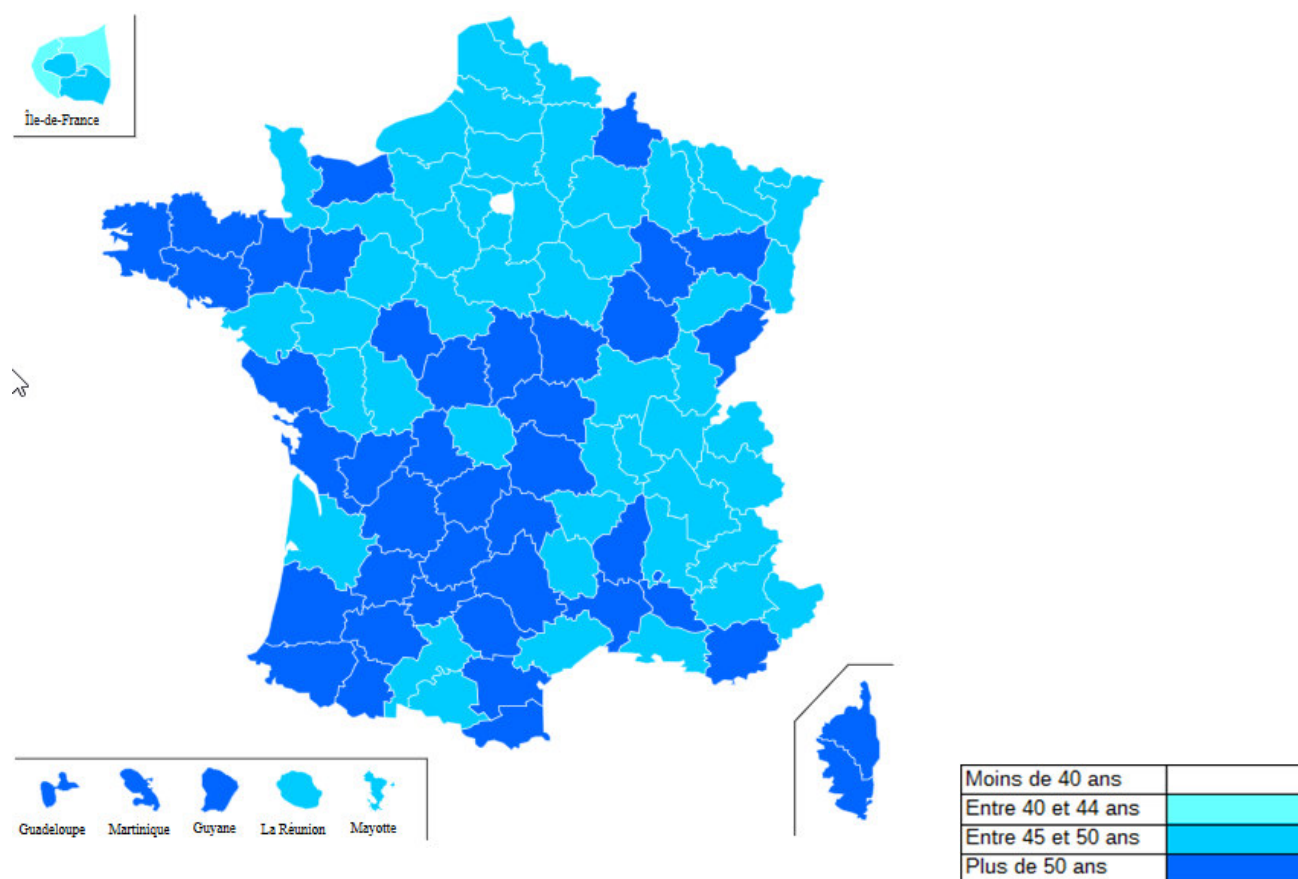 Île-de-France
Guadeloupe
Martinique
Guyane
La Réunion
Mayotte
Moins de 40 ans
Entre 40 et 44 ans
Entre 45 et 50 ans
Plus de 50 ans